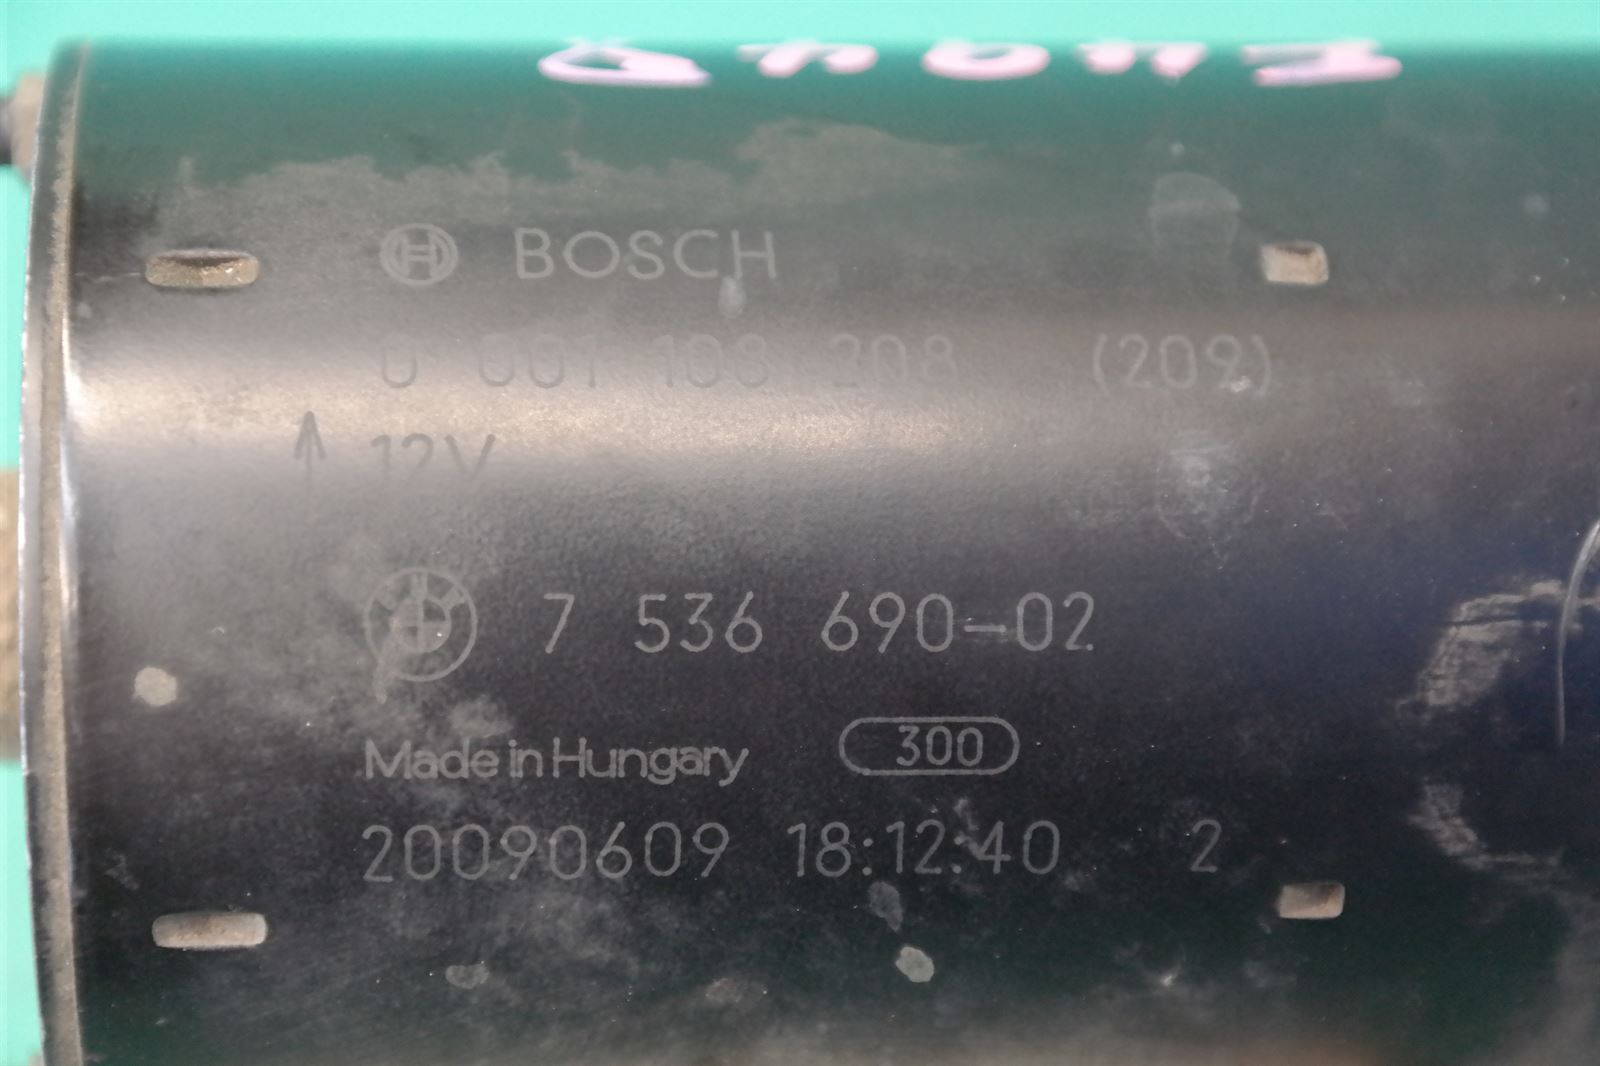 BOSCH
0 001 108 208 (209)
12V
7 536 690-02
Made in Hungary 300
20090609 18:12:40 2